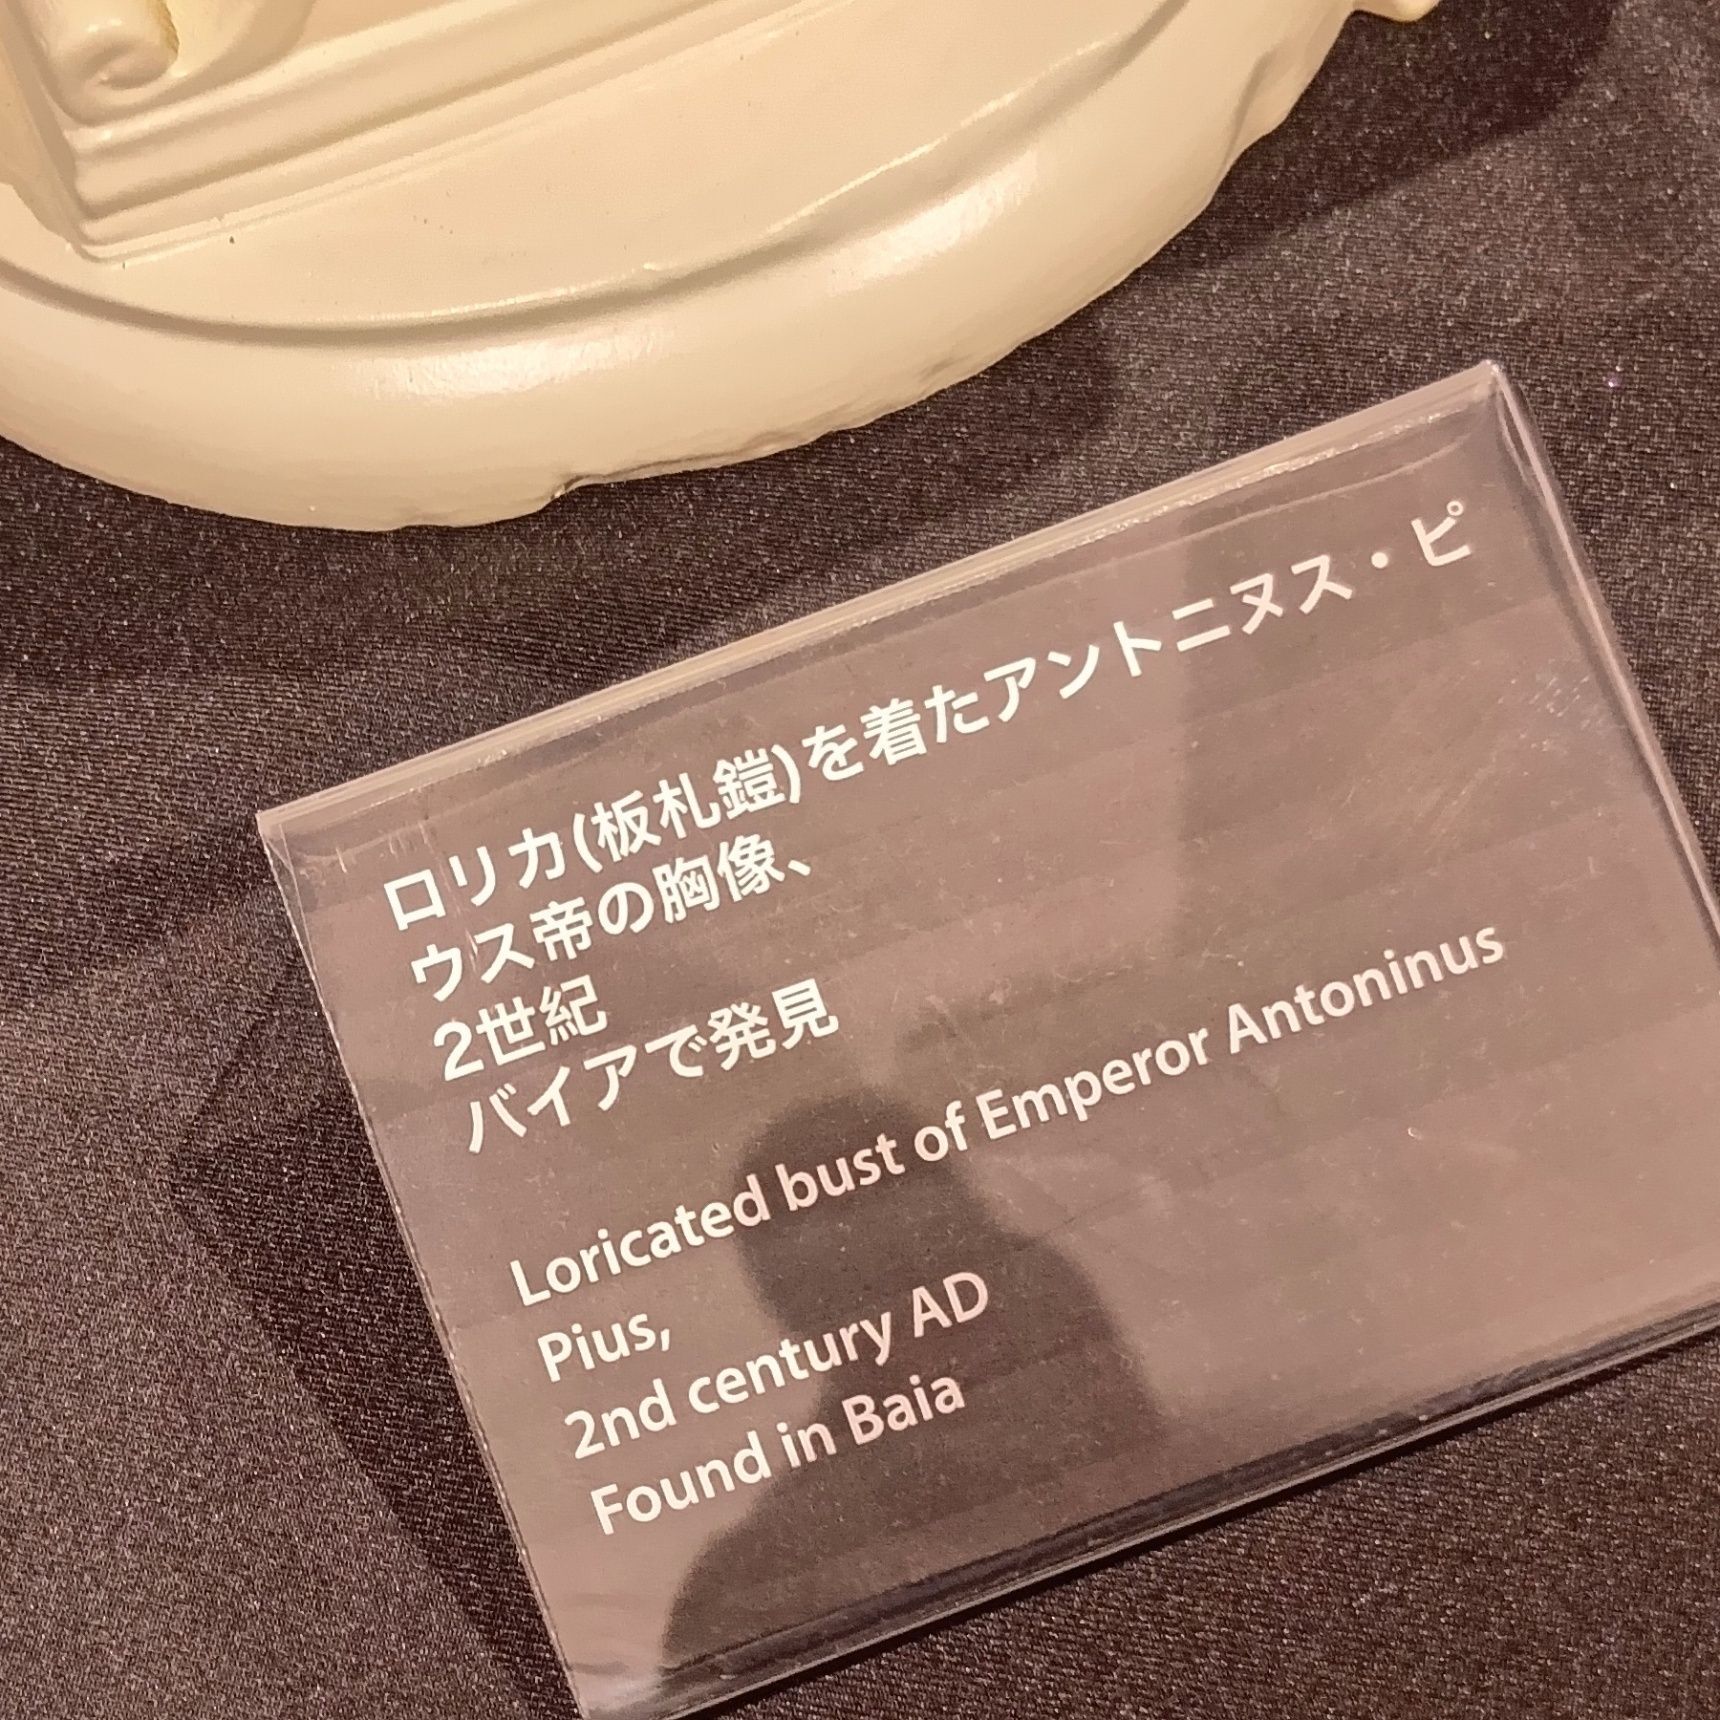 ロリカ(板札鎧)を着たアントニヌス・ピ
ウス帝の胸像、
2世紀
バイアで発見
Loricated bust of Emperor Antoninus
Pius,
2nd century AD
Found in Baia